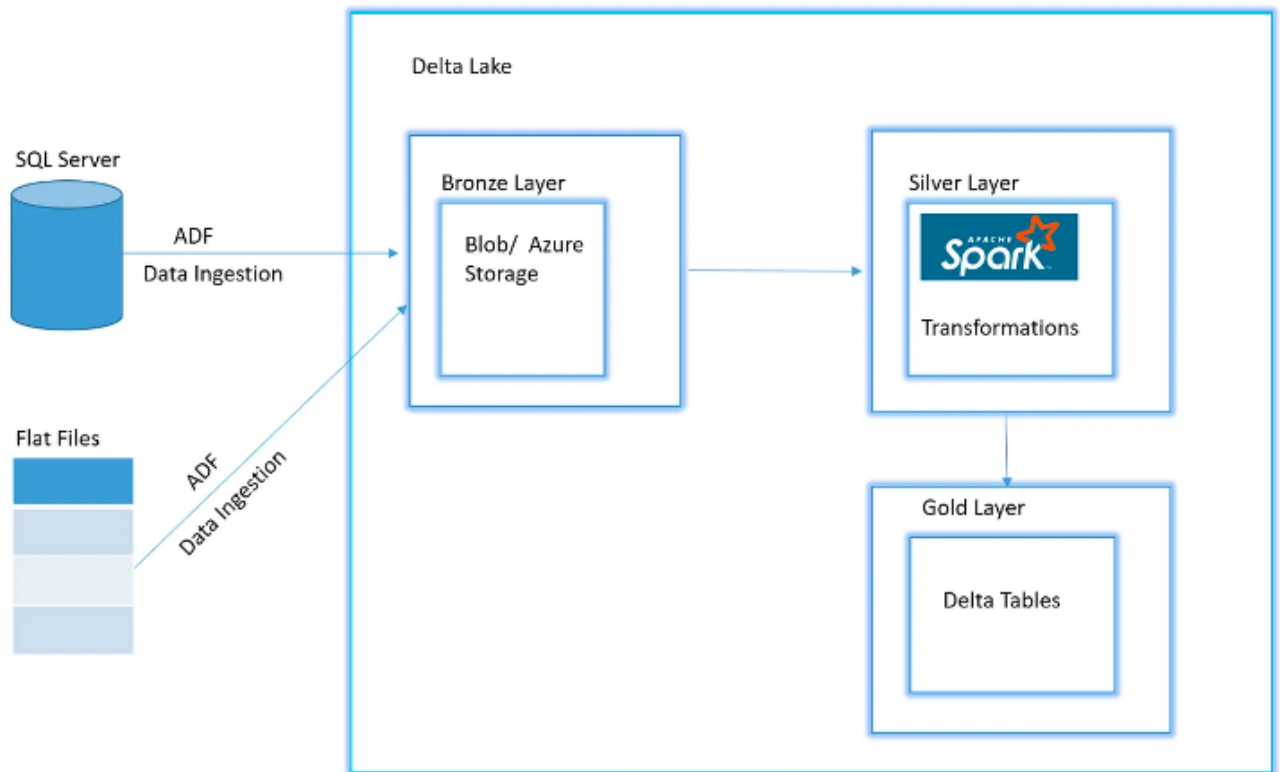 Delta Lake
SQL Server
ADF
Data Ingestion
Bronze Layer
Blob/ Azure
Storage
Silver Layer
APACHE
Spark
Transformations
Flat Files
ADF
Data Ingestion
Gold Layer
Delta Tables